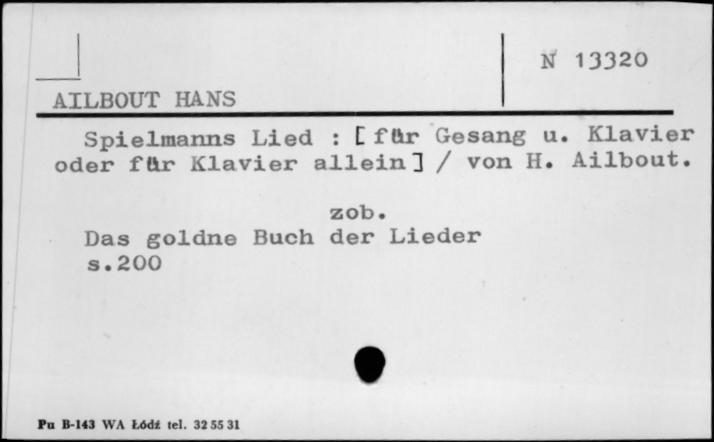 N 13320
AILBOUT HANS
Spielmanns Lied : [für Gesang u. Klavier
oder für Klavier allein] / von H. Ailbout.
zob.
Das goldne Buch der Lieder
s.200
Pu B-143 WA Łódź tel. 32 55 31